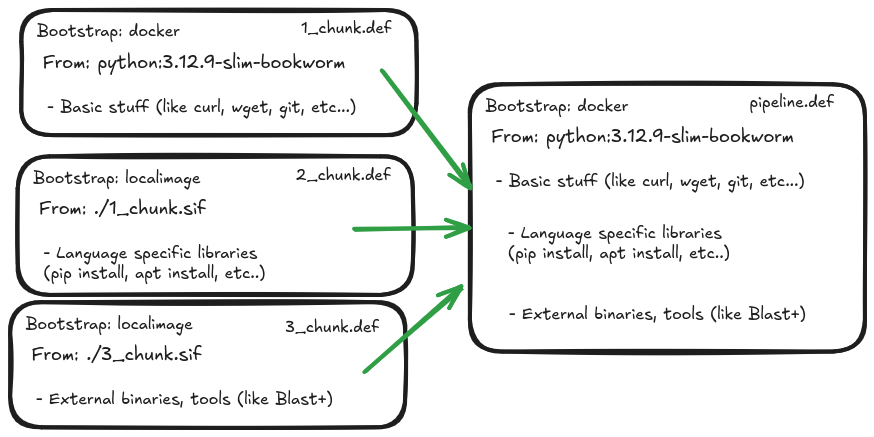 Bootstrap: docker
1_chunk.def
From: python:3.12.9-slim-bookworm
- Basic stuff (like curl, wget, git, etc...)
Bootstrap: localimage
2_chunk.def
From: ./1_chunk.sif
- Language specific libraries
(pip install, apt install, etc..)
Bootstrap: localimage
3_chunk.def
From: ./3_chunk.sif
- External binaries, tools (like Blast+)
Bootstrap: docker
pipeline.def
From: python:3.12.9-slim-bookworm
- Basic stuff (like curl, wget, git, etc...)
- Language specific libraries
(pip install, apt install, etc..)
- External binaries, tools (like Blast+)